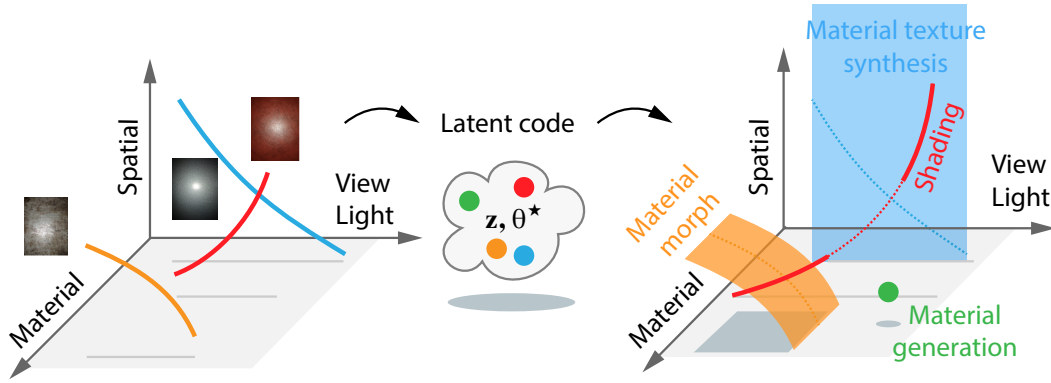 Spatial
View
Light
Material
Latent code
z, θ★
Material texture
synthesis
Spatial
Shading
View
Light
Material
morph
Material
Material
generation